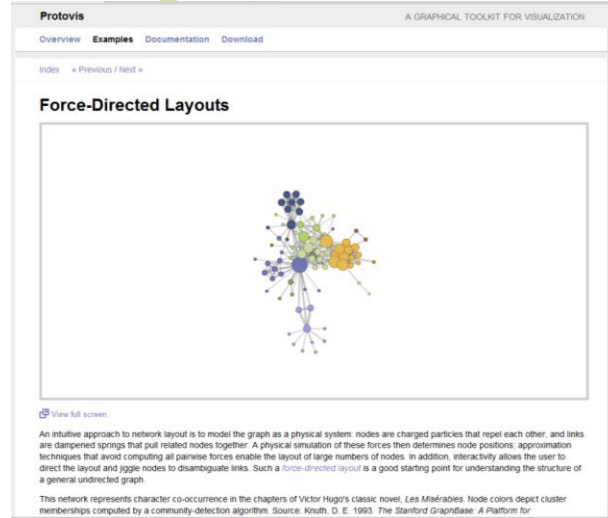 Protovis
A GRAPHICAL TOOLKIT FOR VISUALIZATION
Overview Examples Documentation Download
Index « Previous / Next »
Force-Directed Layouts
View full screen
An intuitive approach to network layout is to model the graph as a physical system: nodes are charged particles that repel each other, and links
are dampened springs that pull related nodes together. A physical simulation of these forces then determines node positions; approximation
techniques that avoid computing all pairwise forces enable the layout of large numbers of nodes. In addition, interactivity allows the user to
direct the layout and jiggle nodes to disambiguate links. Such a force-directed layout is a good starting point for understanding the structure of
a general undirected graph.
This network represents character co-occurrence in the chapters of Victor Hugo's classic novel, Les Misérables. Node colors depict cluster
memberships computed by a community-detection algorithm. Source: Knuth, D. E. 1993. The Stanford GraphBase: A Platform for